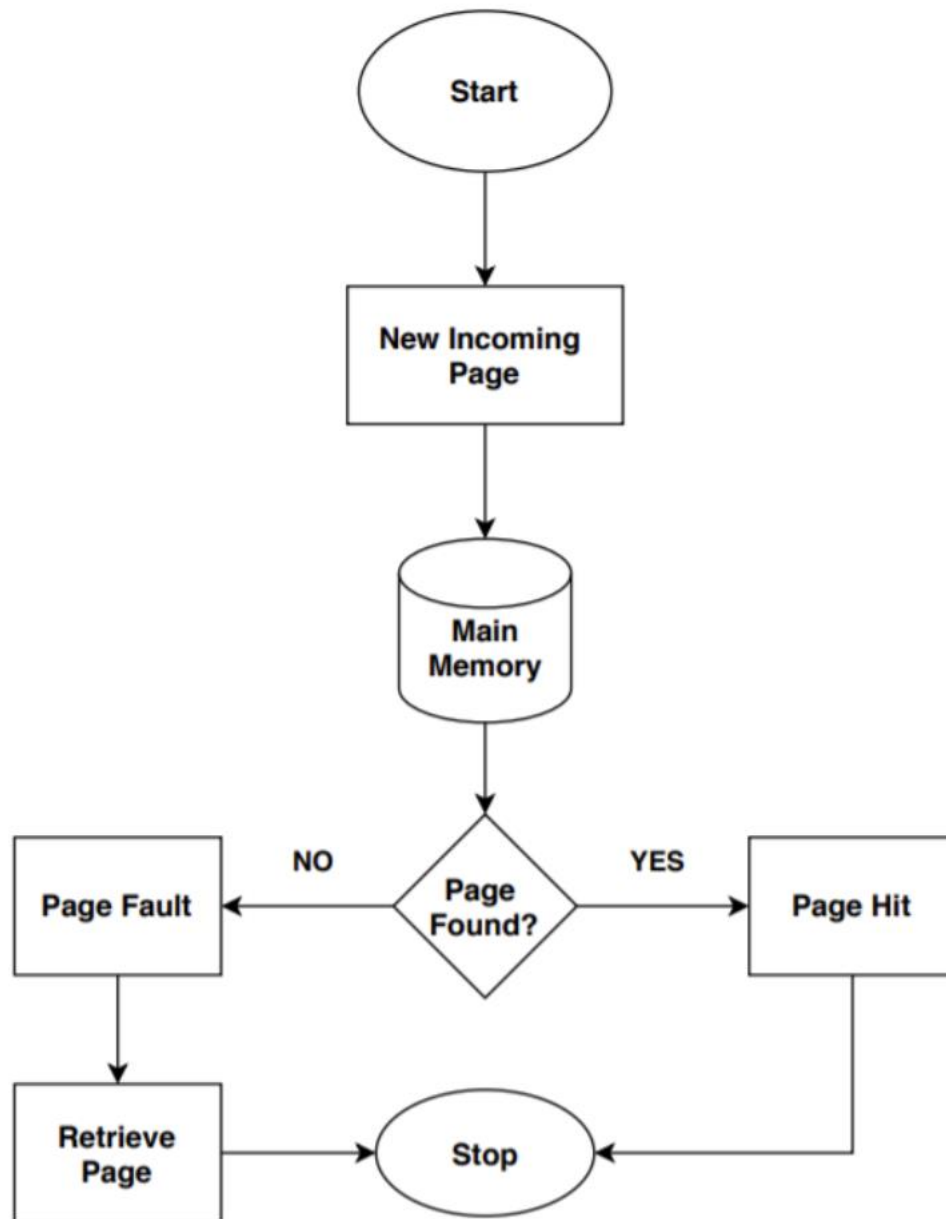 Start
New Incoming
Page
Main
Memory
NO
YES
Page Fault
Page
Found?
Page Hit
Retrieve
Page
Stop